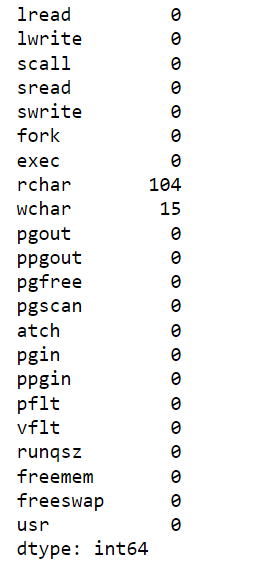 lread 0
lwrite 0
scall 0
sread 0
swrite 0
fork 0
exec 0
rchar 104
wchar 15
pgout 0
ppgout 0
pgfree 0
pgscan 0
atch 0
pgin 0
ppgin 0
pflt 0
vflt 0
runqsz 0
freemem 0
freeswap 0
usr 0
dtype: int64